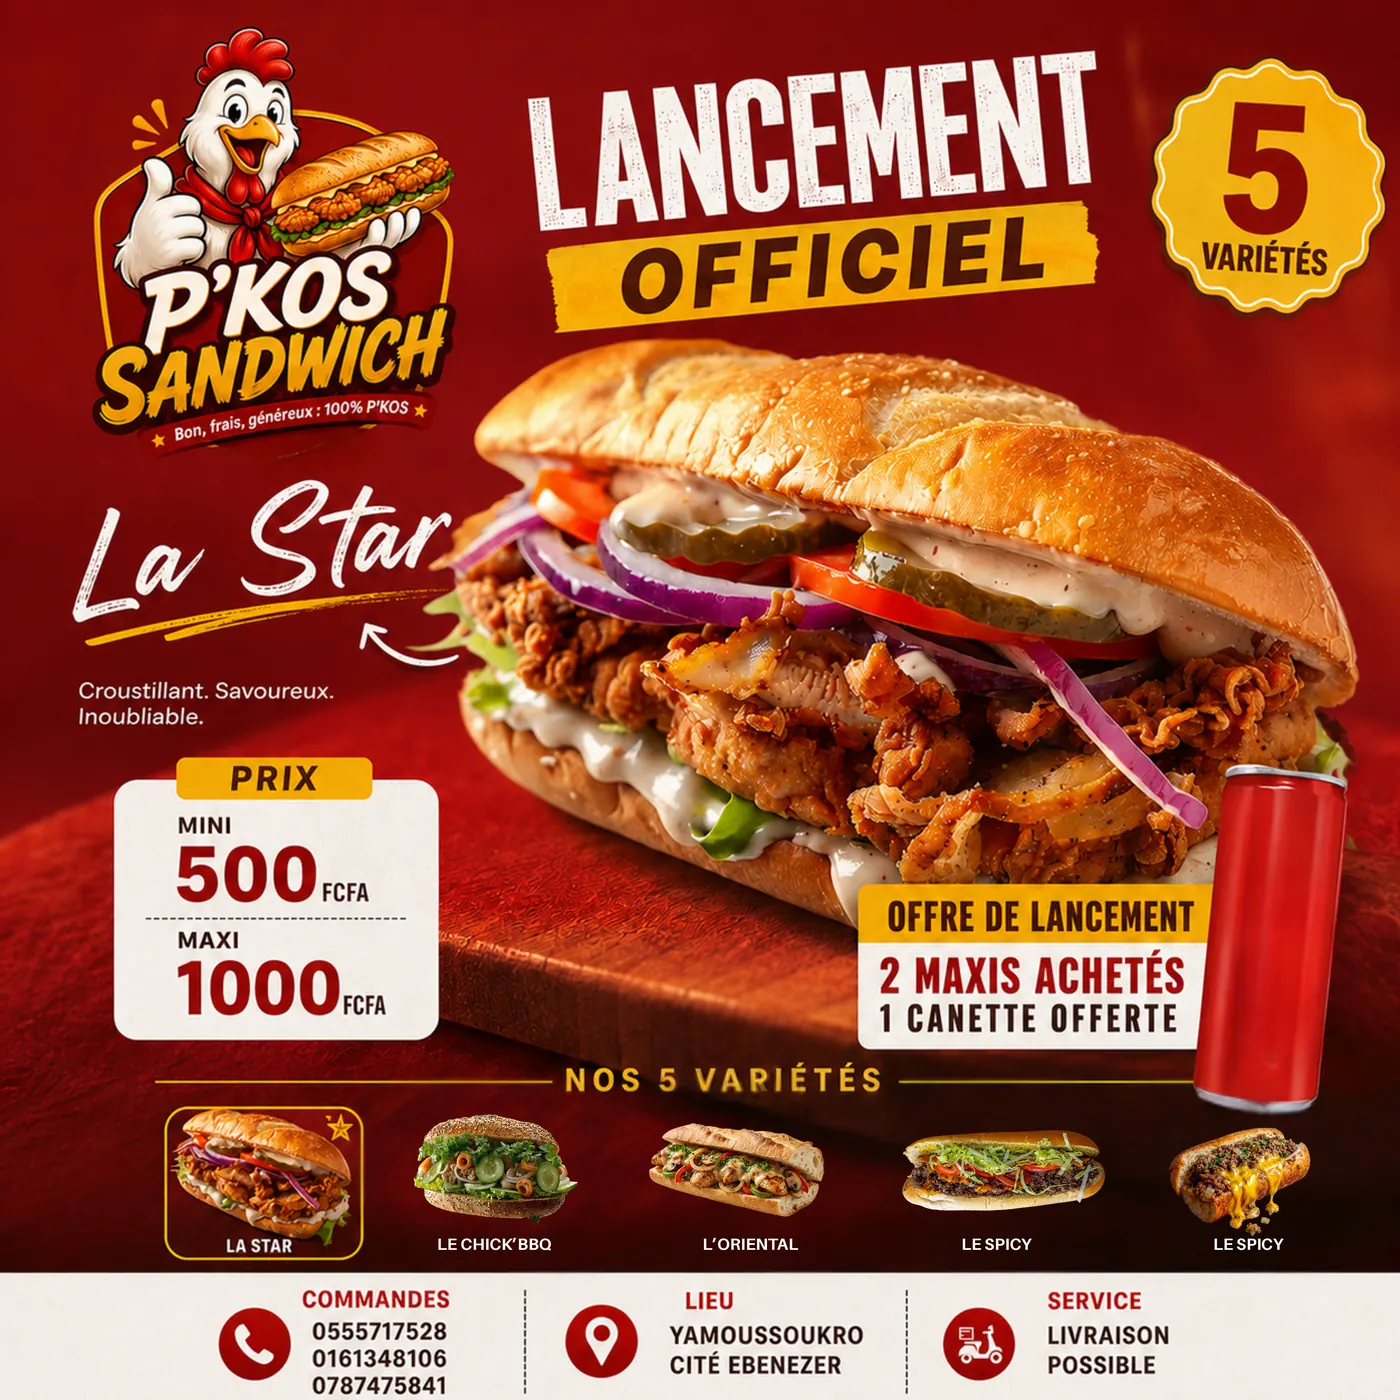 P'KOS
SANDWICH
Bon, frais, généreux : 100% P'KOS
LANCEMENT
OFFICIEL
5
VARIÉTÉS
La Star
Croustillant. Savoureux.
Inoubliable.
PRIX
MINI
500 FCFA
MAXI
1000 FCFA
OFFRE DE LANCEMENT
2 MAXIS ACHETÉS
1 CANETTE OFFERTE
NOS 5 VARIÉTÉS
LA STAR
LE CHICK'BBQ
L'ORIENTAL
LE SPICY
LE SPICY
COMMANDES
0555717528
0161348106
0787475841
LIEU
YAMOUSSOUKRO
CITÉ EBENEZER
SERVICE
LIVRAISON
POSSIBLE